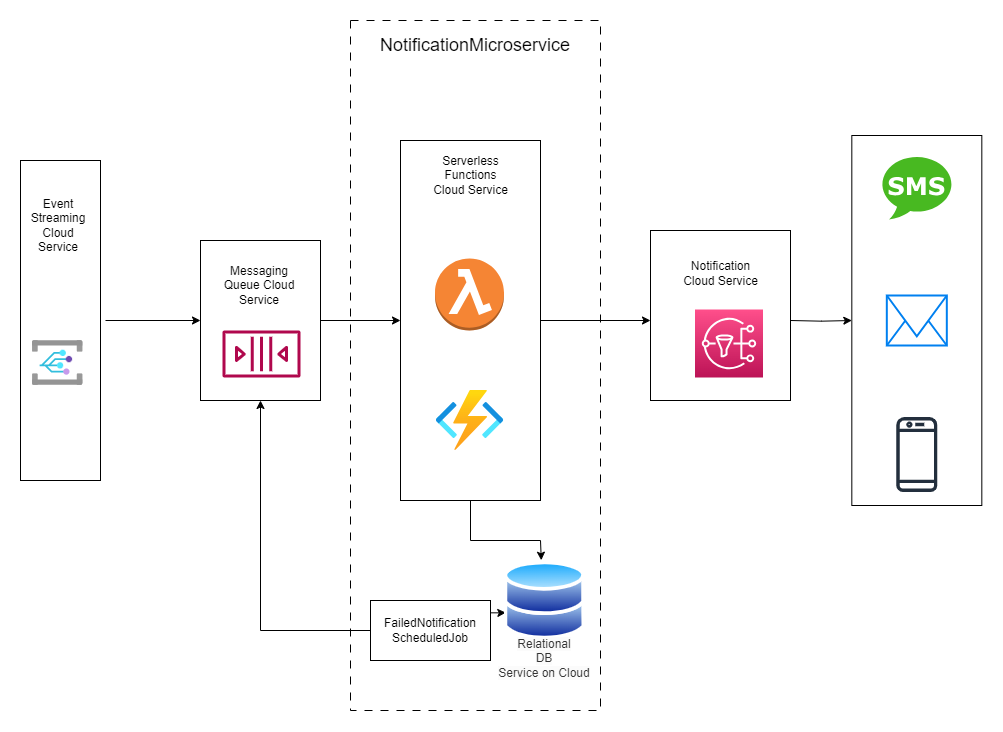 NotificationMicroservice
Event
Streaming
Cloud
Service
Messaging
Queue Cloud
Service
Serverless
Functions
Cloud Service
Notification
Cloud Service
SMS
FailedNotification
ScheduledJob
Relational
DB
Service on Cloud